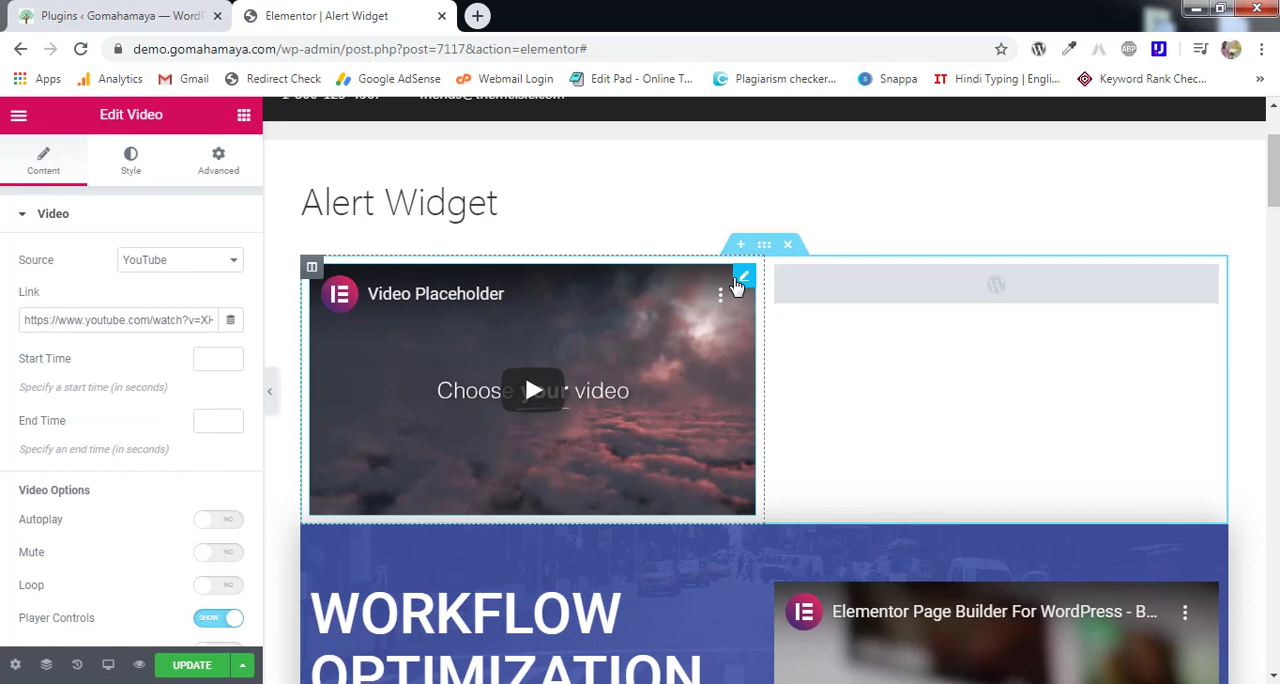 Plugins ‹ Gomahamaya — WordP
Elementor | Alert Widget
demo.gomahamaya.com/wp-admin/post.php?post=7117&action=elementor#
Apps
Analytics
Gmail
Redirect Check
Google AdSense
Webmail Login
Edit Pad - Online T...
Plagiarism checker...
Snappa
Hindi Typing | Engli...
Keyword Rank Chec...
»
Edit Video
Content
Style
Advanced
Video
Source
YouTube
Link
https://www.youtube.com/watch?v=XH
Start Time
Specify a start time (in seconds)
End Time
Specify an end time (in seconds)
Video Options
Autoplay
NO
Mute
NO
Loop
NO
Player Controls
SHOW
UPDATE
Alert Widget
Video Placeholder
Choose your video
WORKFLOW
OPTIMIZATION
Elementor Page Builder For WordPress - B...